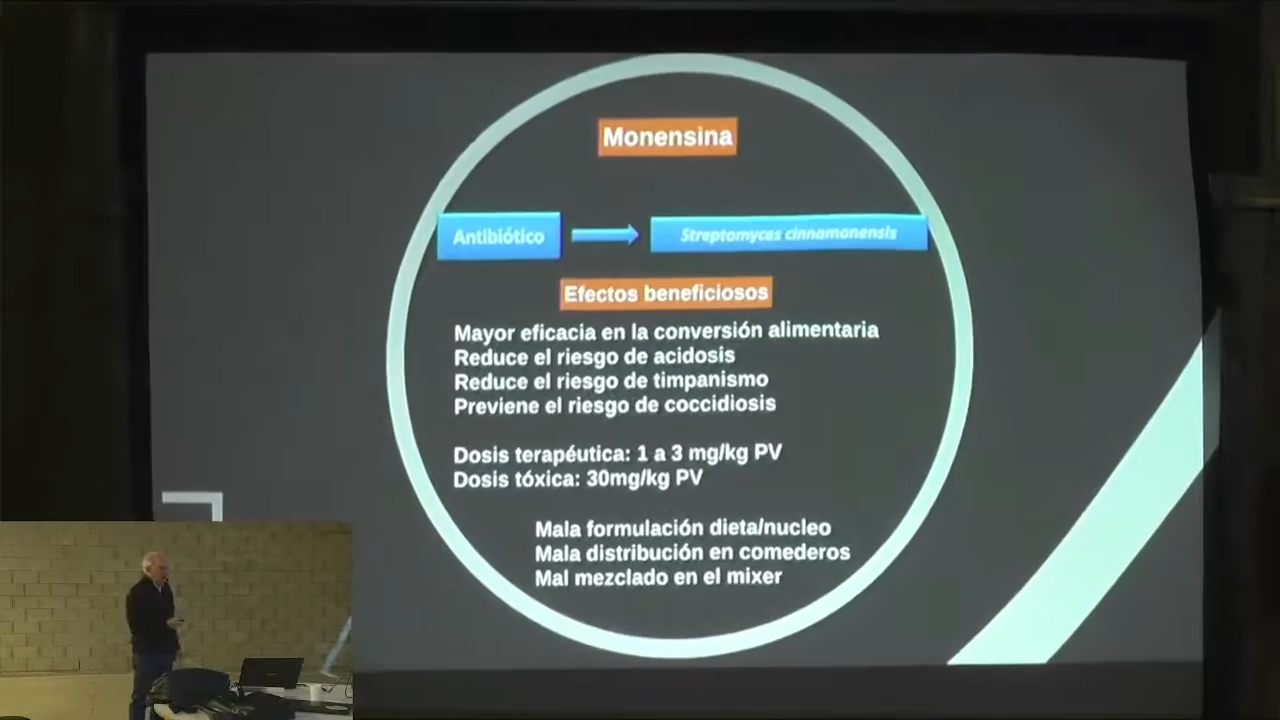 Monensina
Antibiótico
Streptomyces cinnamonensis
Efectos beneficiosos
Mayor eficacia en la conversión alimentaria
Reduce el riesgo de acidosis
Reduce el riesgo de timpanismo
Previene el riesgo de coccidiosis
Dosis terapéutica: 1 a 3 mg/kg PV
Dosis tóxica: 30mg/kg PV
Mala formulación dieta/nucleo
Mala distribución en comederos
Mal mezclado en el mixer